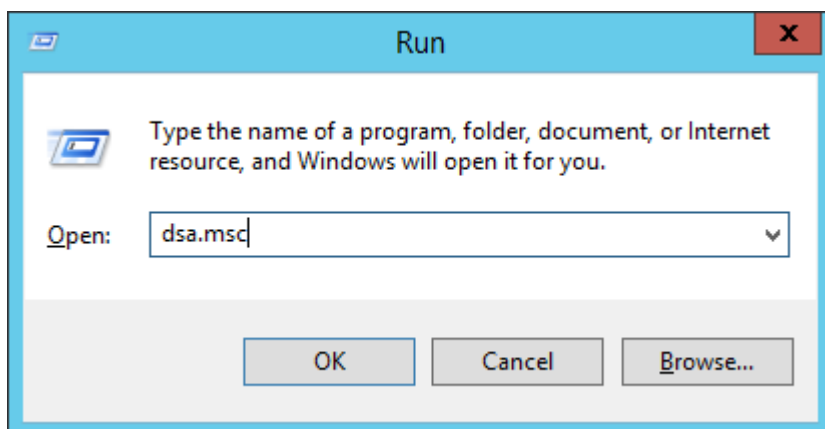 Run
Type the name of a program, folder, document, or Internet
resource, and Windows will open it for you.
Open: dsa.msc
OK Cancel Browse...